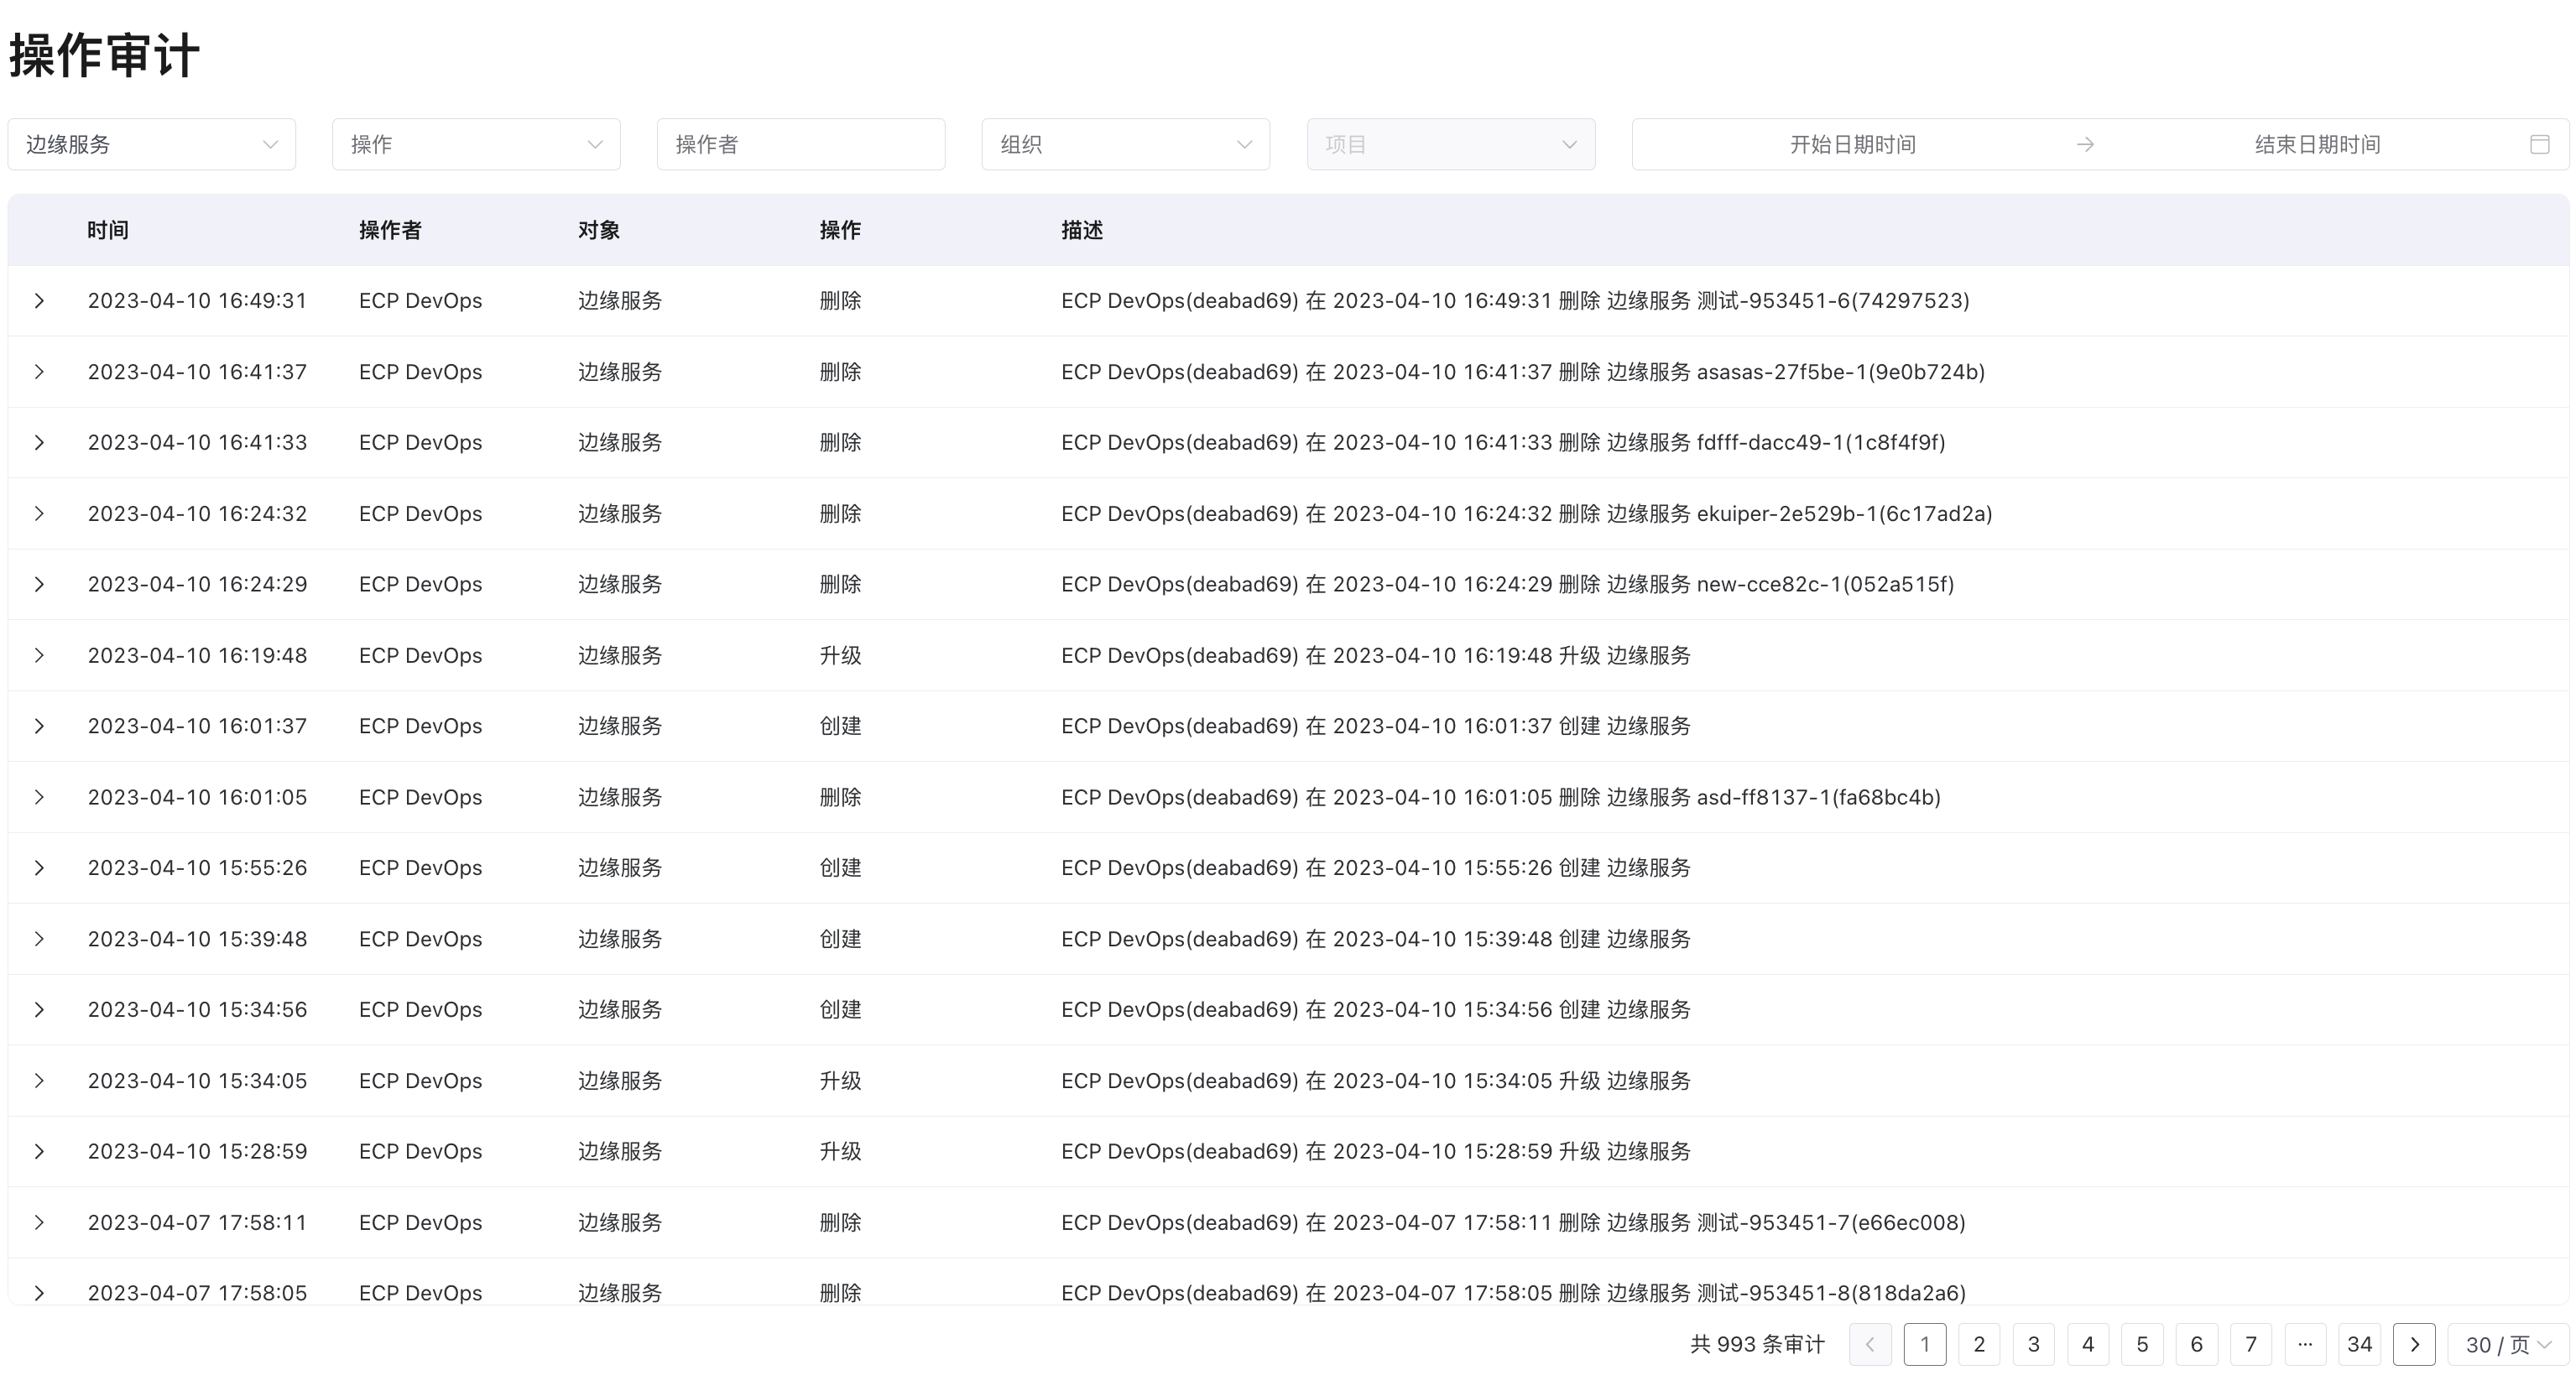 操作审计
边缘服务 操作 操作者 组织 项目 开始日期时间 → 结束日期时间
时间 操作者 对象 操作 描述
2023-04-10 16:49:31 ECP DevOps 边缘服务 删除 ECP DevOps(deabad69) 在 2023-04-10 16:49:31 删除 边缘服务 测试-953451-6(74297523)
2023-04-10 16:41:37 ECP DevOps 边缘服务 删除 ECP DevOps(deabad69) 在 2023-04-10 16:41:37 删除 边缘服务 asasas-27f5be-1(9e0b724b)
2023-04-10 16:41:33 ECP DevOps 边缘服务 删除 ECP DevOps(deabad69) 在 2023-04-10 16:41:33 删除 边缘服务 fdfff-dacc49-1(1c8f4f9f)
2023-04-10 16:24:32 ECP DevOps 边缘服务 删除 ECP DevOps(deabad69) 在 2023-04-10 16:24:32 删除 边缘服务 ekuiper-2e529b-1(6c17ad2a)
2023-04-10 16:24:29 ECP DevOps 边缘服务 删除 ECP DevOps(deabad69) 在 2023-04-10 16:24:29 删除 边缘服务 new-cce82c-1(052a515f)
2023-04-10 16:19:48 ECP DevOps 边缘服务 升级 ECP DevOps(deabad69) 在 2023-04-10 16:19:48 升级 边缘服务
2023-04-10 16:01:37 ECP DevOps 边缘服务 创建 ECP DevOps(deabad69) 在 2023-04-10 16:01:37 创建 边缘服务
2023-04-10 16:01:05 ECP DevOps 边缘服务 删除 ECP DevOps(deabad69) 在 2023-04-10 16:01:05 删除 边缘服务 asd-ff8137-1(fa68bc4b)
2023-04-10 15:55:26 ECP DevOps 边缘服务 创建 ECP DevOps(deabad69) 在 2023-04-10 15:55:26 创建 边缘服务
2023-04-10 15:39:48 ECP DevOps 边缘服务 创建 ECP DevOps(deabad69) 在 2023-04-10 15:39:48 创建 边缘服务
2023-04-10 15:34:56 ECP DevOps 边缘服务 创建 ECP DevOps(deabad69) 在 2023-04-10 15:34:56 创建 边缘服务
2023-04-10 15:34:05 ECP DevOps 边缘服务 升级 ECP DevOps(deabad69) 在 2023-04-10 15:34:05 升级 边缘服务
2023-04-10 15:28:59 ECP DevOps 边缘服务 升级 ECP DevOps(deabad69) 在 2023-04-10 15:28:59 升级 边缘服务
2023-04-07 17:58:11 ECP DevOps 边缘服务 删除 ECP DevOps(deabad69) 在 2023-04-07 17:58:11 删除 边缘服务 测试-953451-7(e66ec008)
2023-04-07 17:58:05 ECP DevOps 边缘服务 删除 ECP DevOps(deabad69) 在 2023-04-07 17:58:05 删除 边缘服务 测试-953451-8(818da2a6)
共 993 条审计 1 2 3 4 5 6 7 ··· 34 30 / 页